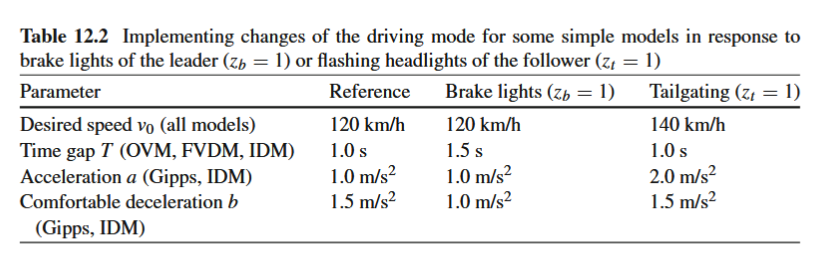 Table 12.2 Implementing changes of the driving mode for some simple models in response to
brake lights of the leader (z_b = 1) or flashing headlights of the follower (z_t = 1)
Parameter Reference Brake lights (z_b = 1) Tailgating (z_t = 1)
Desired speed v_0 (all models) 120 km/h 120 km/h 140 km/h
Time gap T (OVM, FVDM, IDM) 1.0 s 1.5 s 1.0 s
Acceleration a (Gipps, IDM) 1.0 m/s² 1.0 m/s² 2.0 m/s²
Comfortable deceleration b 1.5 m/s² 1.0 m/s² 1.5 m/s²
(Gipps, IDM)